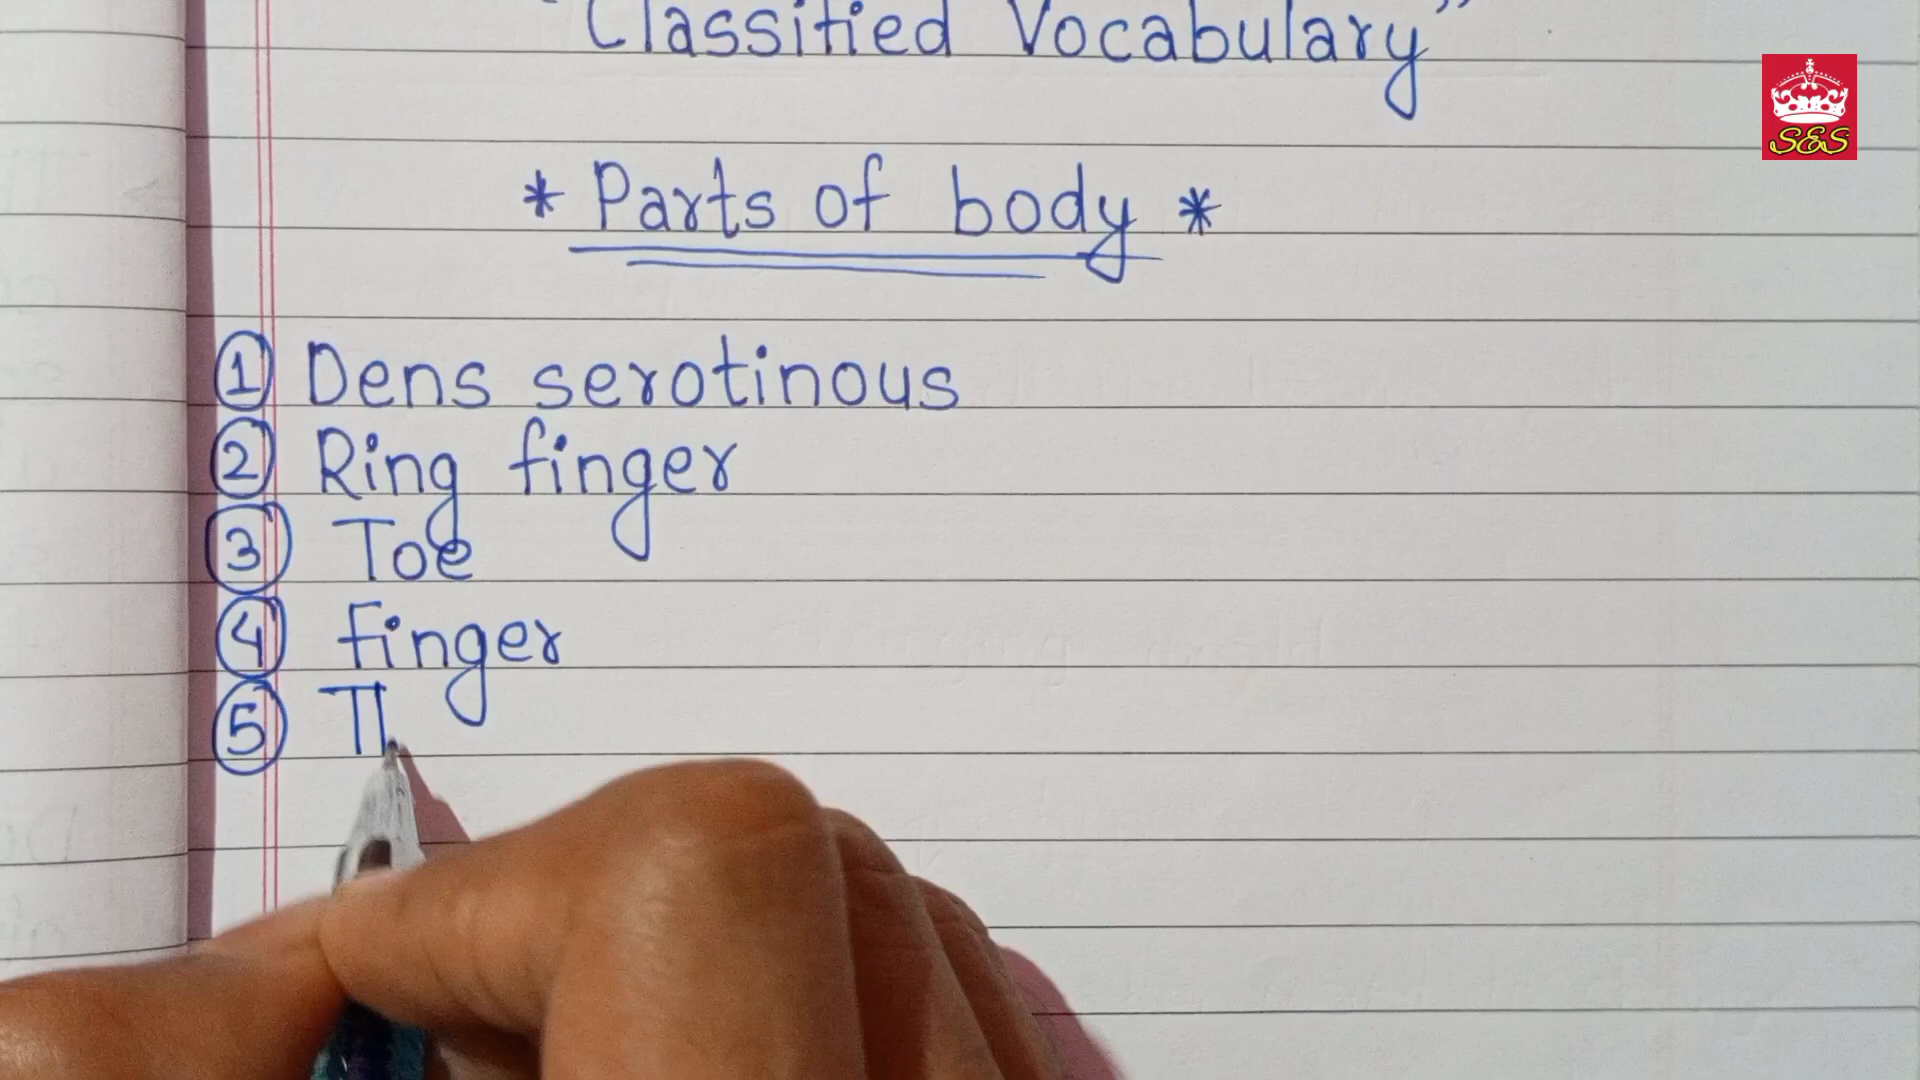 "Classified Vocabulary"
S&S
* Parts of body *
1 Dens serotinous
2 Ring finger
3 Toe
4 finger
5